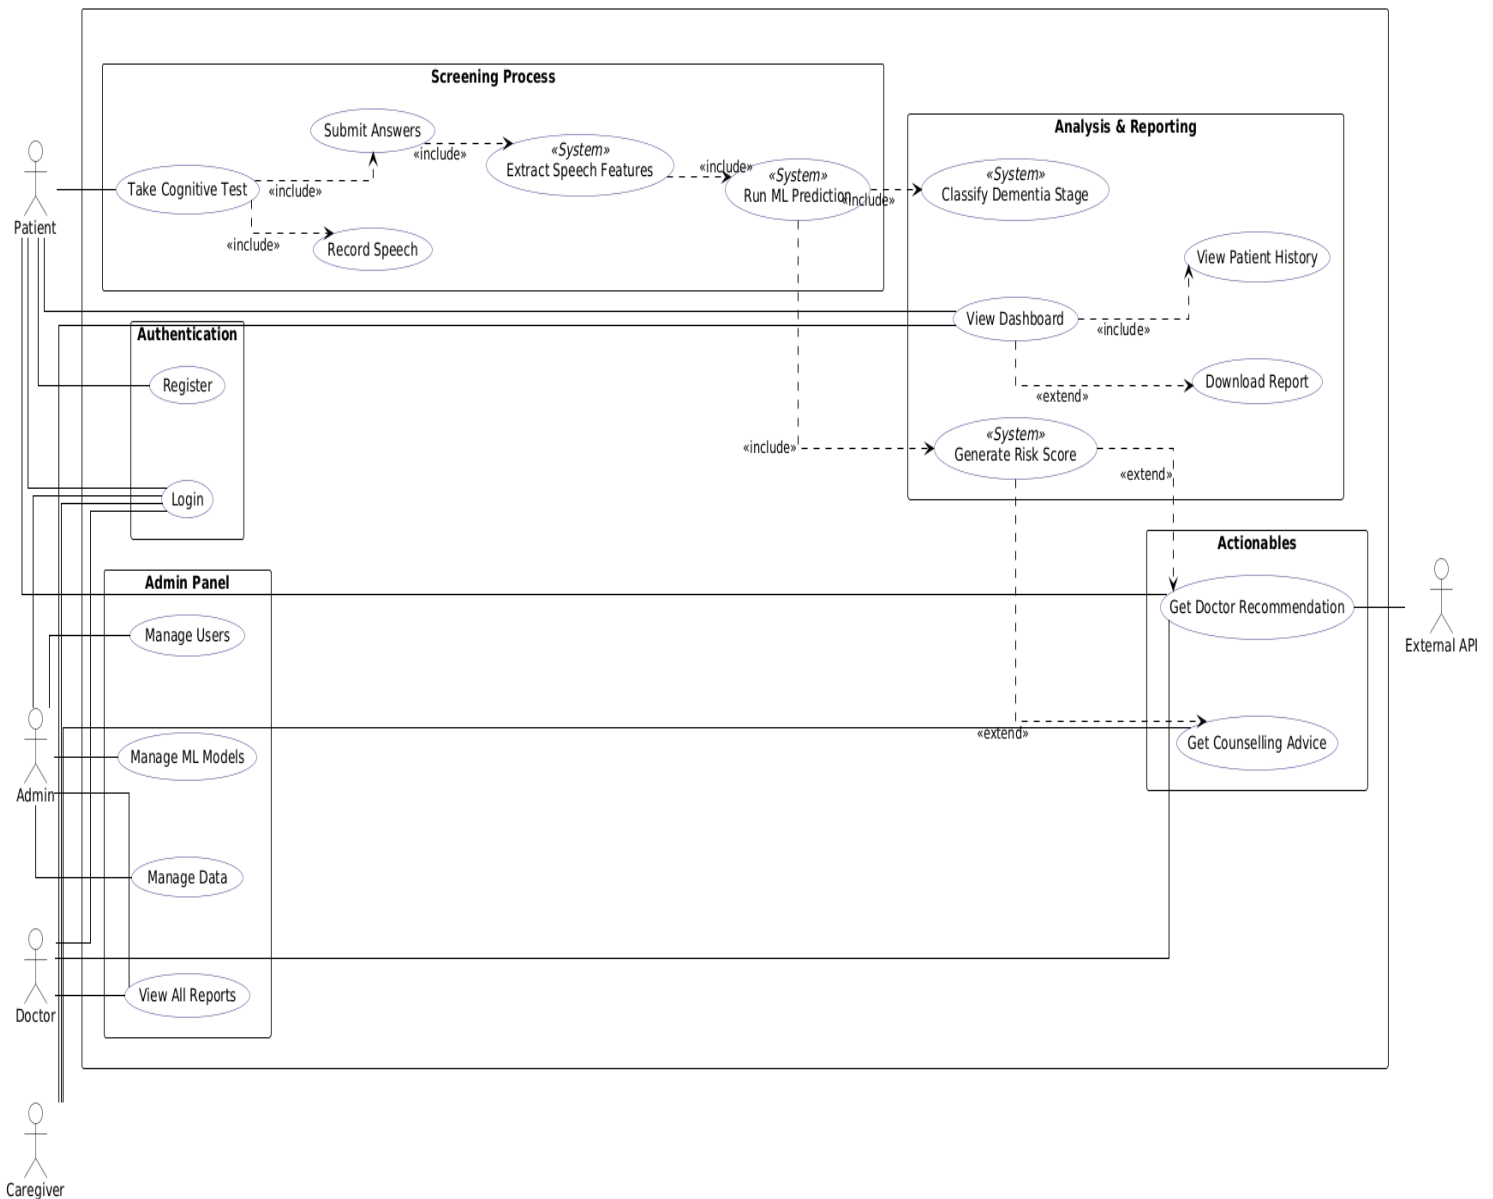 Screening Process
Submit Answers
«include»
«System»
Extract Speech Features
«include»
«System»
Run ML Prediction
«include»
Take Cognitive Test
«include»
«include»
Record Speech
Patient
Analysis & Reporting
«System»
Classify Dementia Stage
View Patient History
View Dashboard
«include»
Download Report
«extend»
«include»
«System»
Generate Risk Score
«extend»
Authentication
Register
Login
Admin Panel
Manage Users
Manage ML Models
Admin
Manage Data
View All Reports
Doctor
Caregiver
Actionables
Get Doctor Recommendation
External API
«extend»
Get Counselling Advice